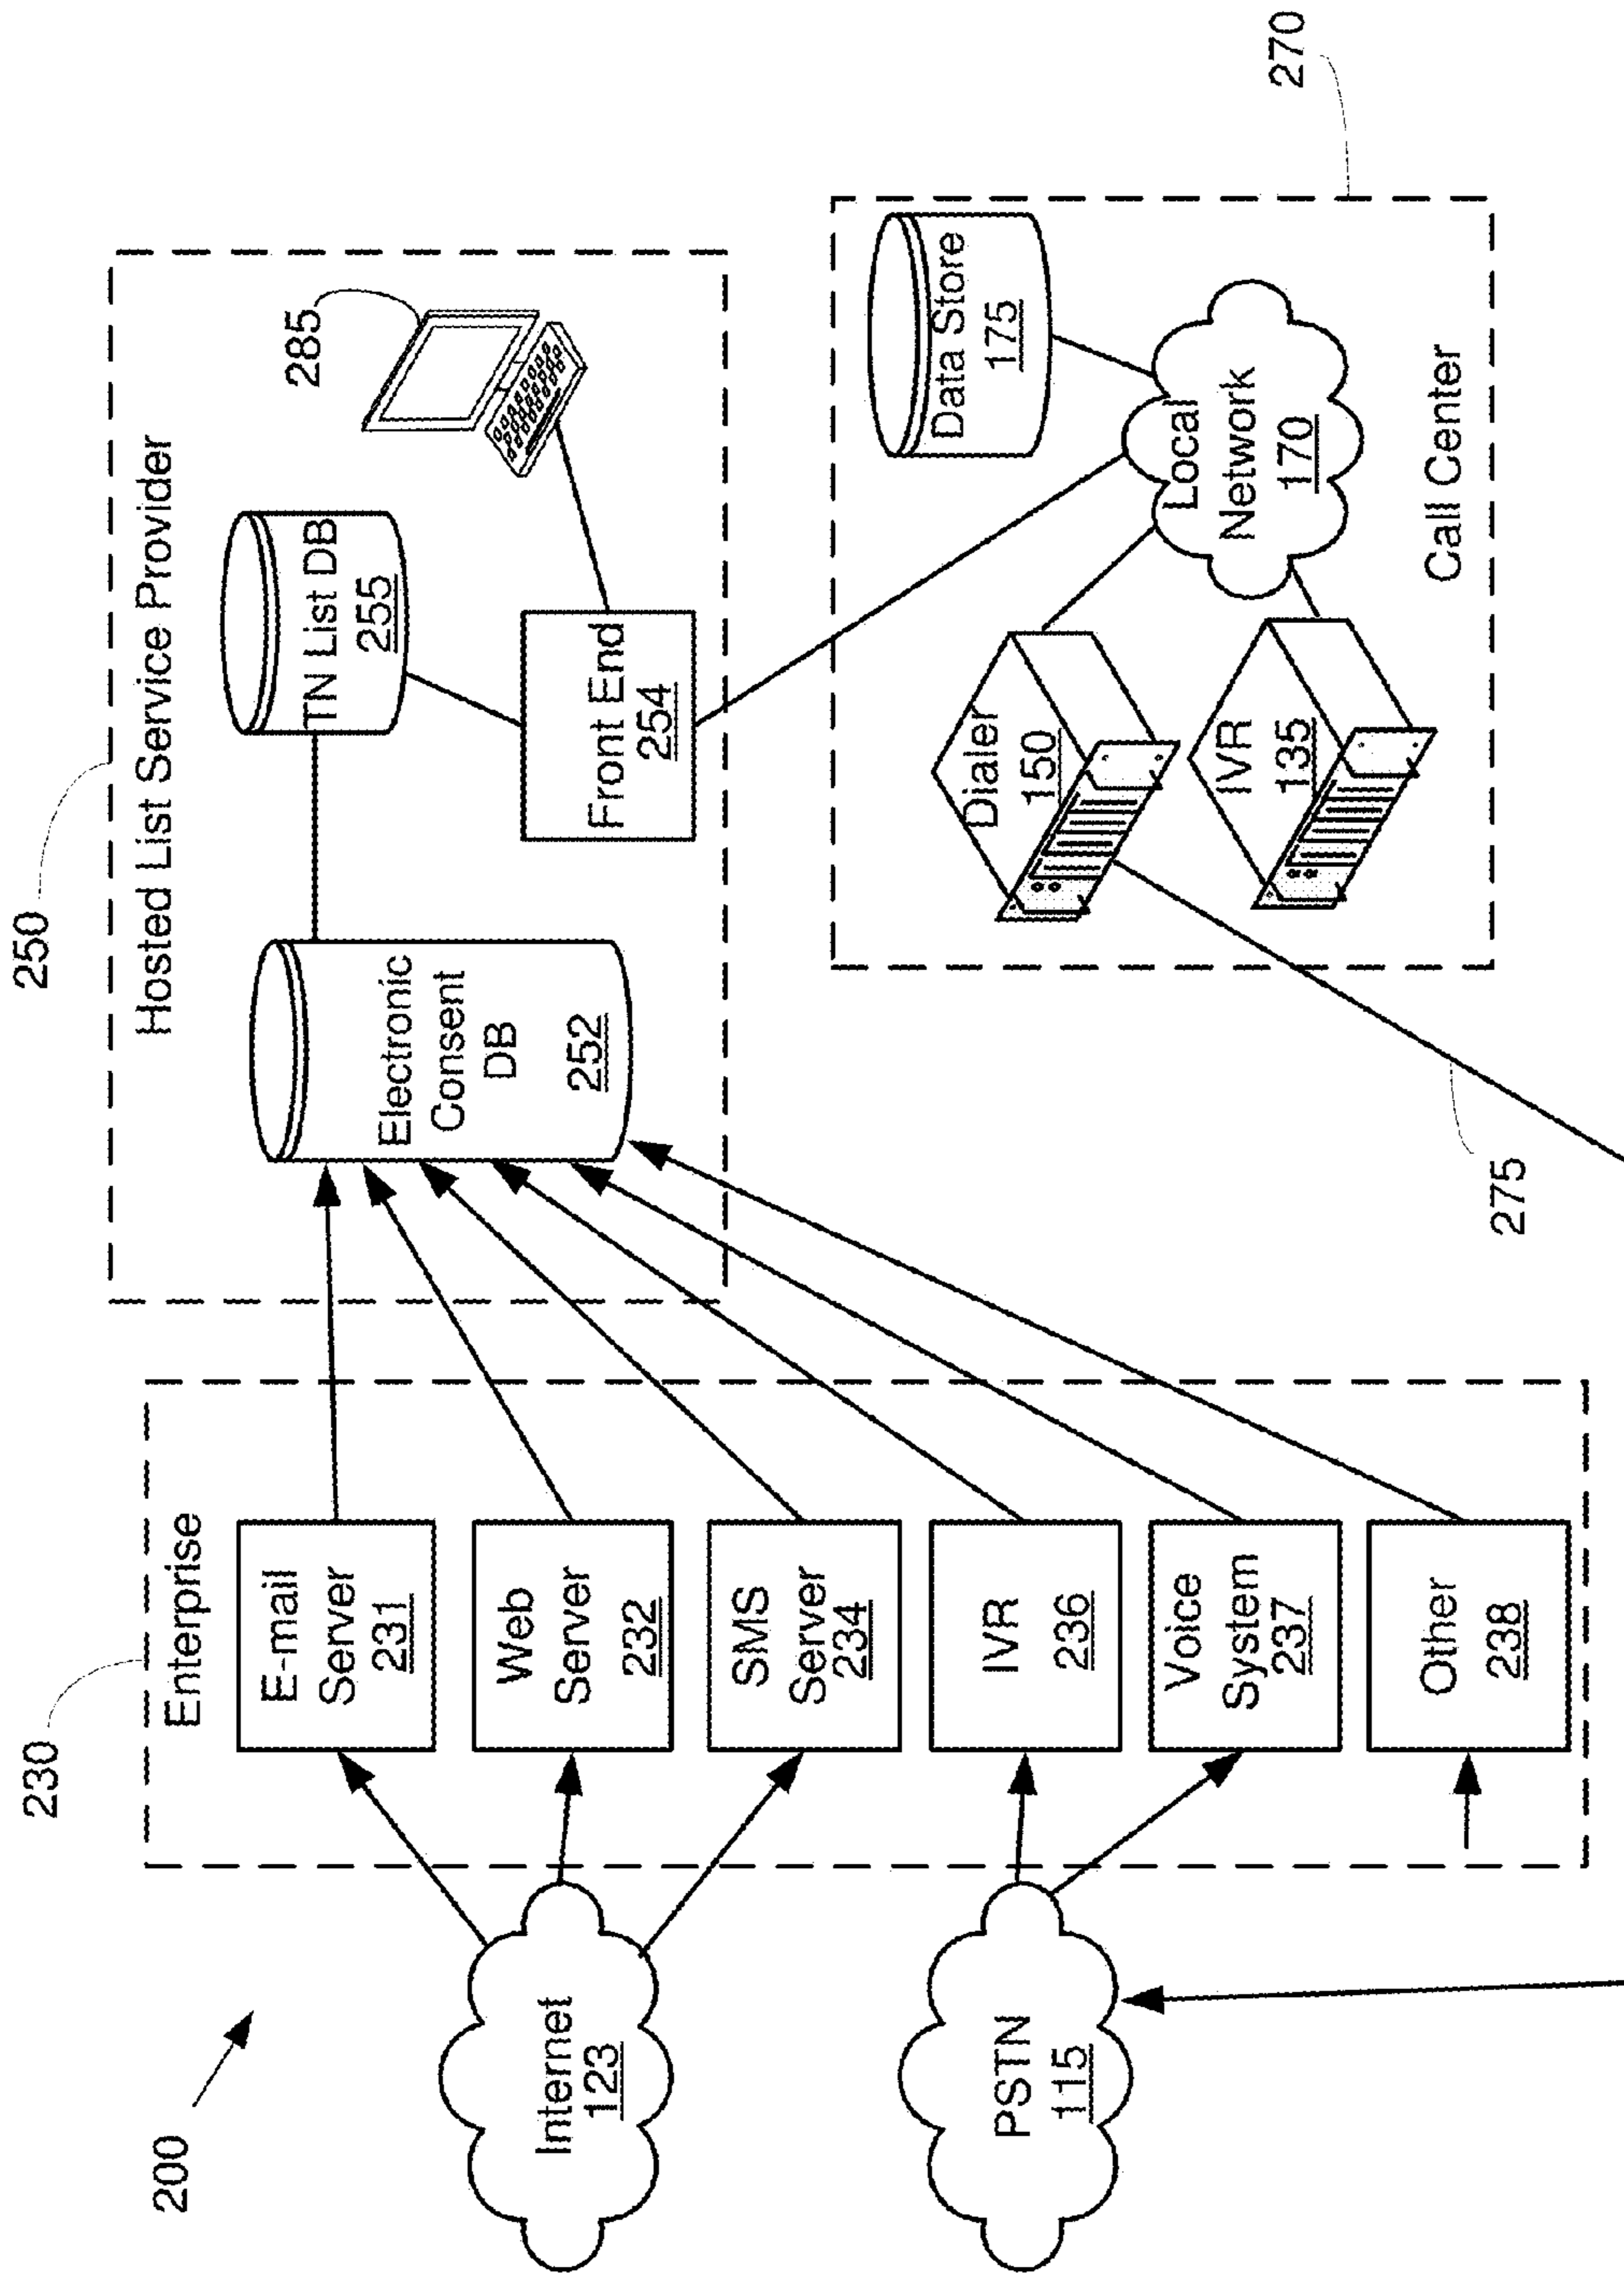 200
230
250
Enterprise
Hosted List Service Provider
Internet
123
PSTN
115
E-mail
Server
231
Web
Server
232
SMS
Server
234
IVR
236
Voice
System
237
Other
238
Electronic
Consent
DB
252
TN List DB
255
Front End
254
285
270
Data Store
175
Dialer
150
IVR
135
Local
Network
170
Call Center
275